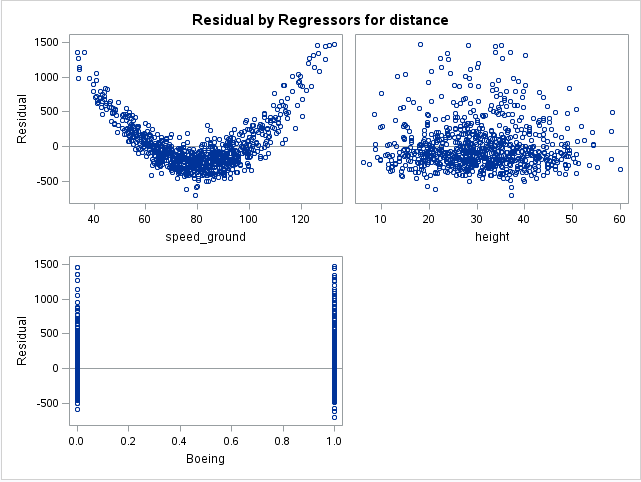 Residual by Regressors for distance
1500
1000
500
0
-500
Residual
40 60 80 100 120
speed_ground
10 20 30 40 50 60
height
1500
1000
500
0
-500
Residual
0.0 0.2 0.4 0.6 0.8 1.0
Boeing